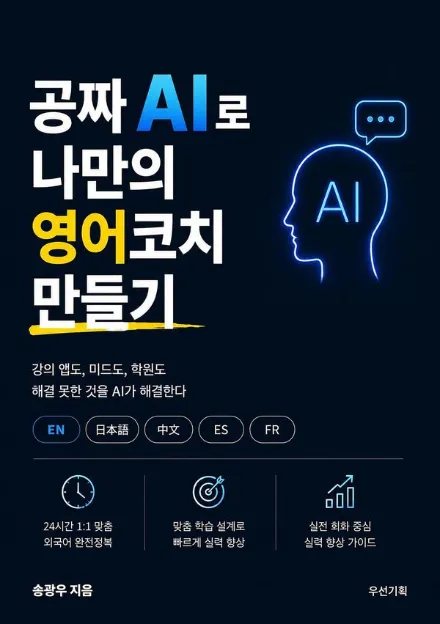 공짜 AI로
나만의
영어코치
만들기
AI
강의 앱도, 미드도, 학원도
해결 못한 것을 AI가 해결한다
EN 日本語 中文 ES FR
24시간 1:1 맞춤
외국어 완전정복
맞춤 학습 설계로
빠르게 실력 향상
실전 회화 중심
실력 향상 가이드
송광우 지음
우선기획